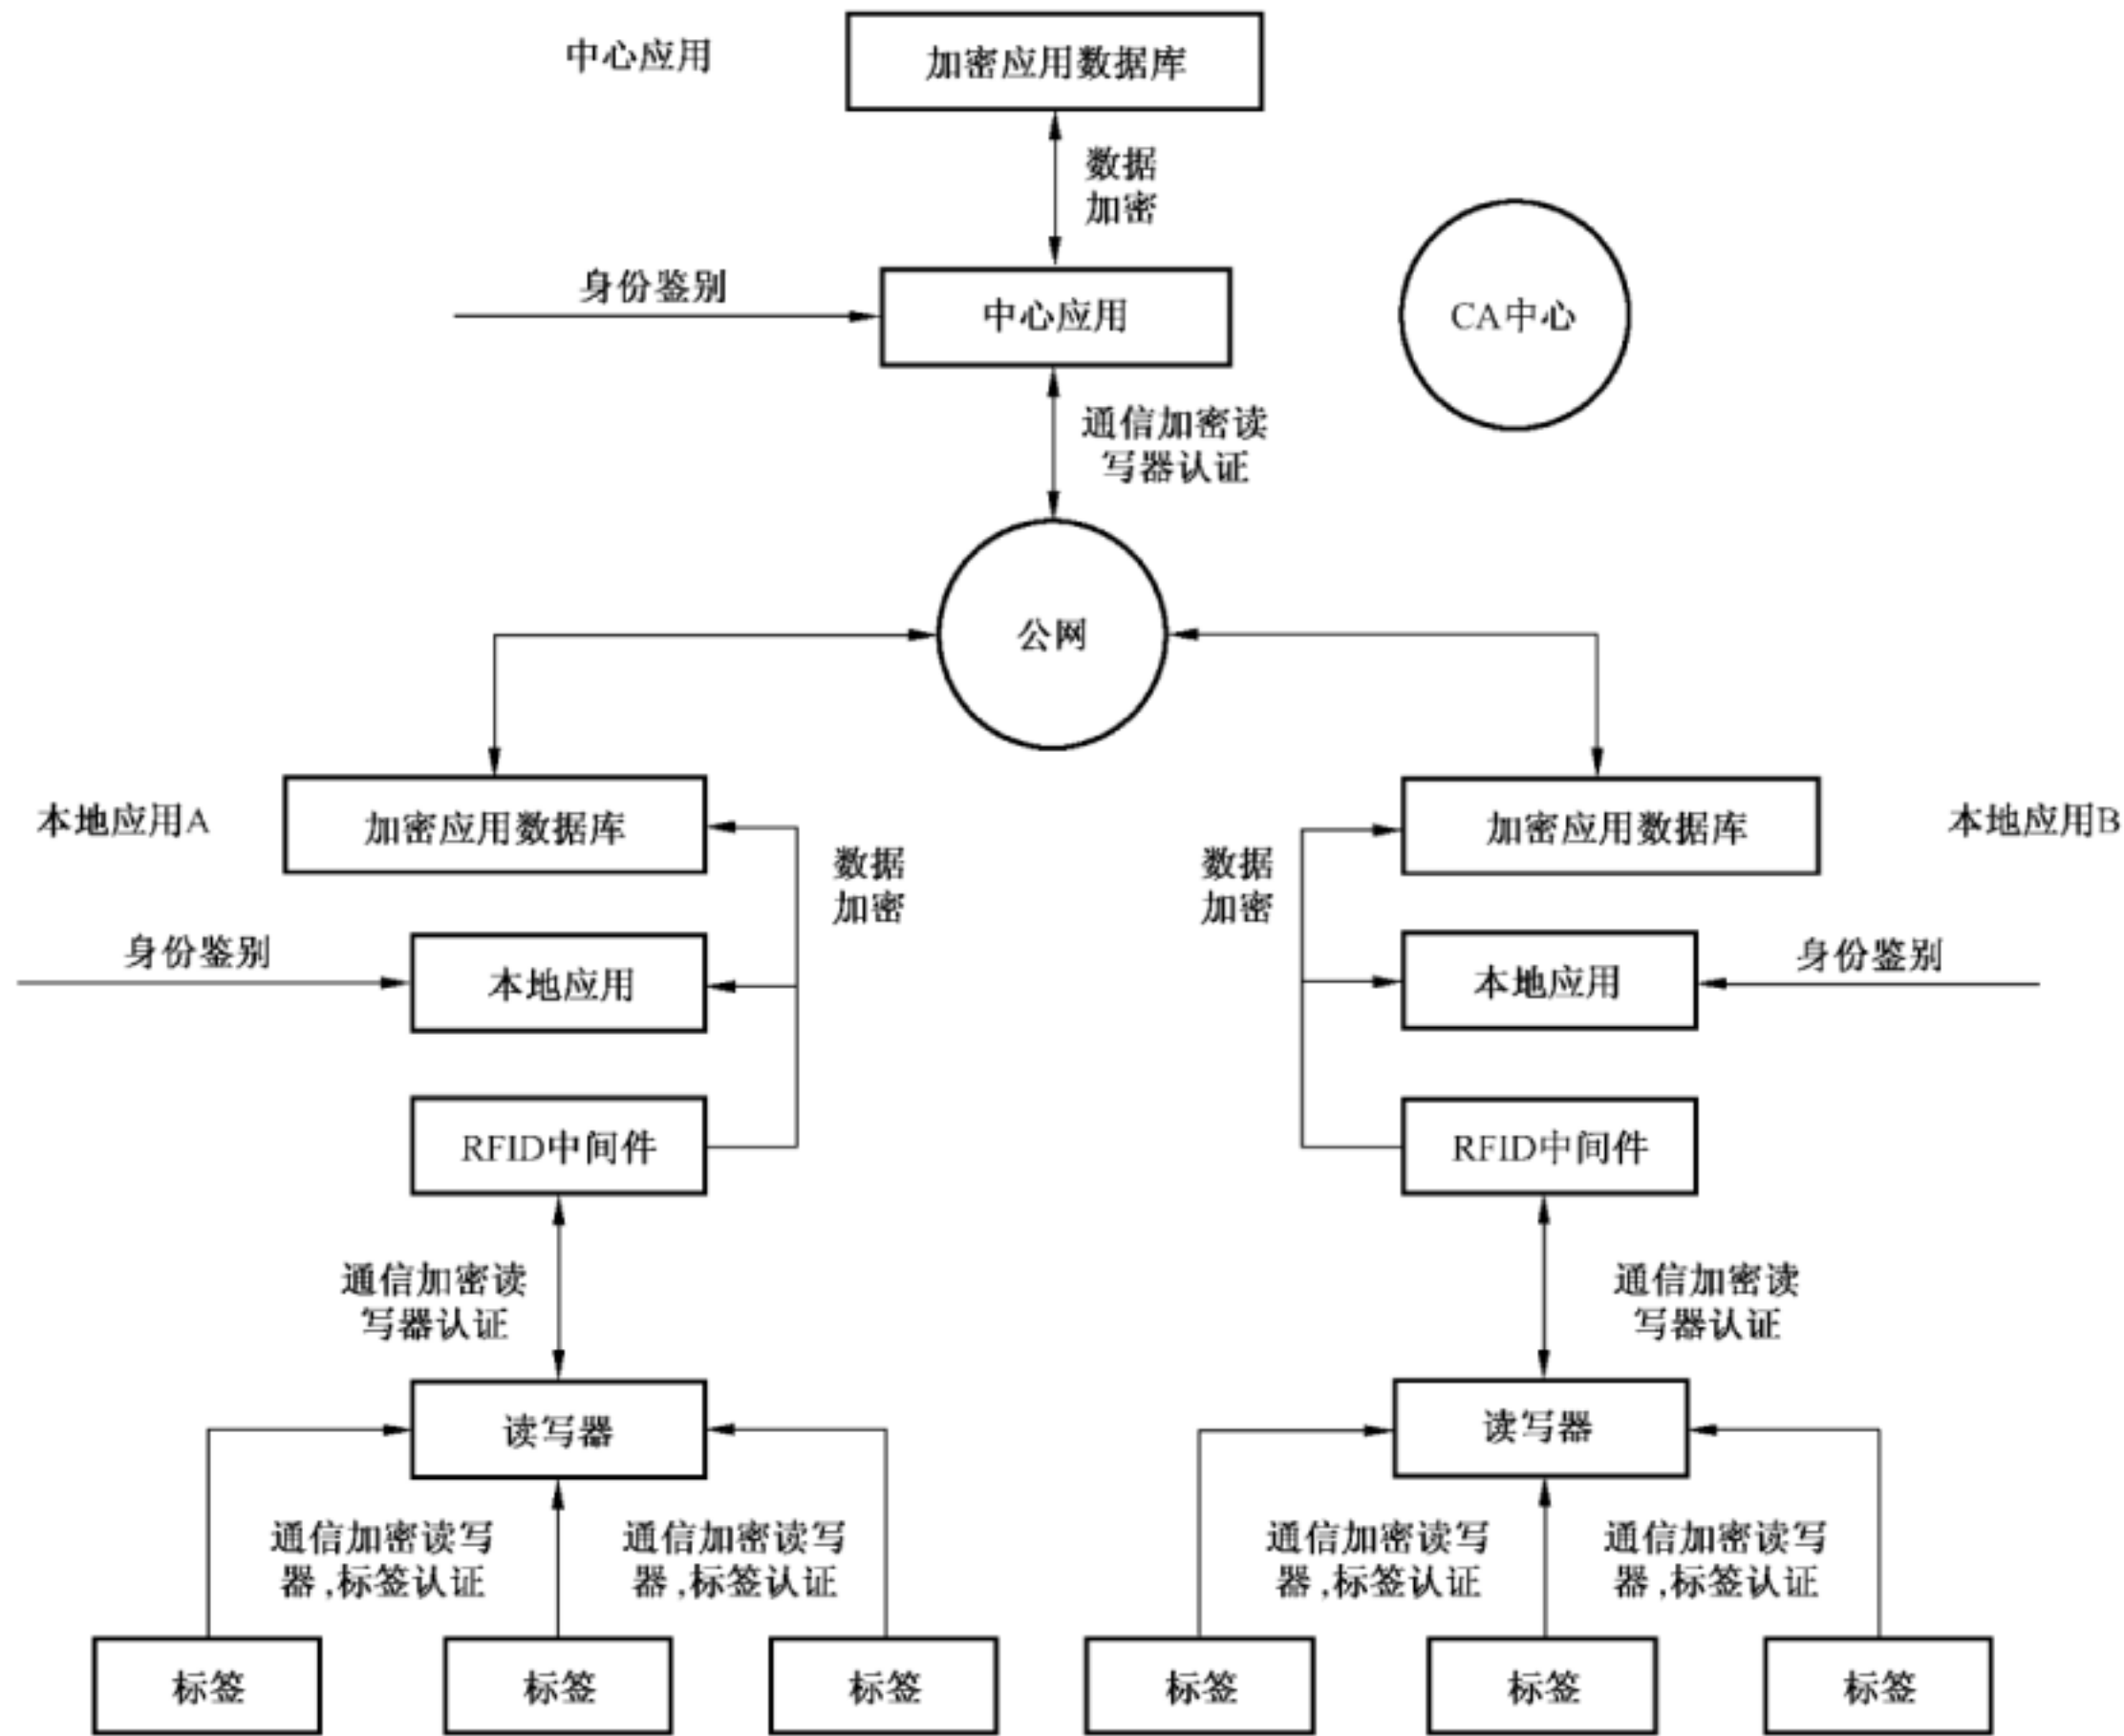 中心应用
加密应用数据库
数据
加密
身份鉴别
中心应用
CA中心
通信加密读
写器认证
公网
本地应用A
加密应用数据库
数据
加密
身份鉴别
本地应用
RFID中间件
通信加密读
写器认证
读写器
通信加密读写
器,标签认证
通信加密读写
器,标签认证
标签
标签
标签
加密应用数据库
本地应用B
数据
加密
本地应用
身份鉴别
RFID中间件
通信加密读
写器认证
读写器
通信加密读写
器,标签认证
通信加密读写
器,标签认证
标签
标签
标签